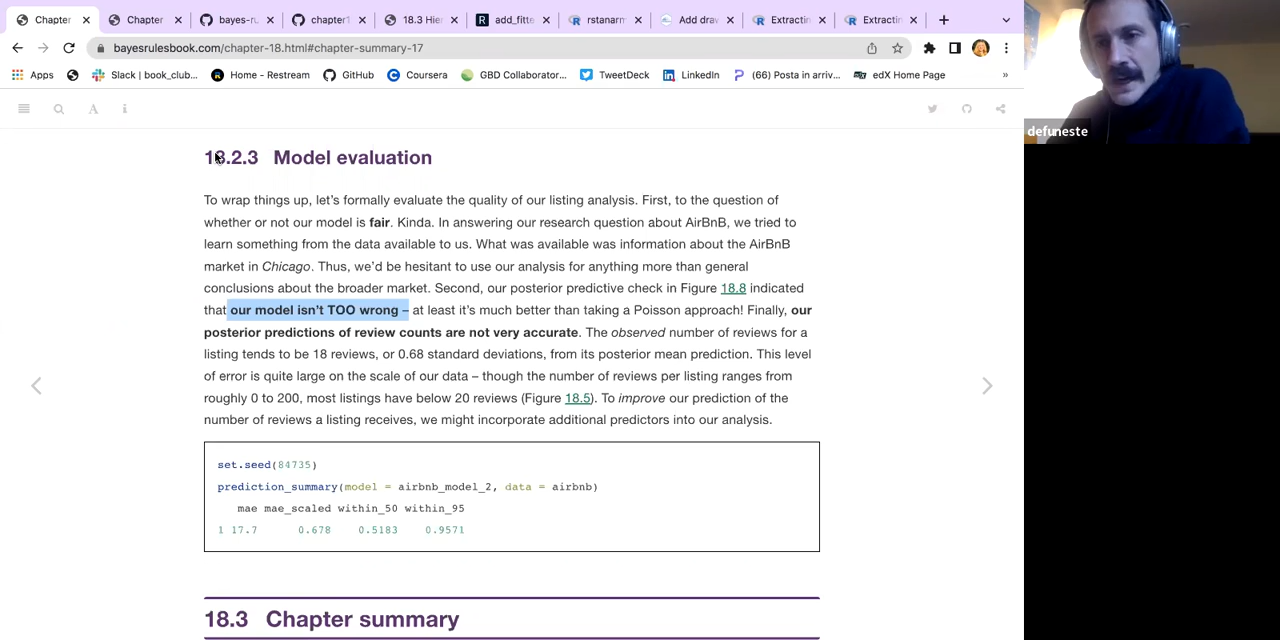 Chapter
Chapter
bayes-ru
chapter1
18.3 Hie
add_fitte
rstanarm
Add draw
Extractin
Extractin
bayesrulesbook.com/chapter-18.html#chapter-summary-17
Apps
Slack | book_club...
Home - Restream
GitHub
Coursera
GBD Collaborator...
TweetDeck
LinkedIn
(66) Posta in arriv...
edX Home Page
»
defuneste
18.2.3 Model evaluation
To wrap things up, let's formally evaluate the quality of our listing analysis. First, to the question of
whether or not our model is fair. Kinda. In answering our research question about AirBnB, we tried to
learn something from the data available to us. What was available was information about the AirBnB
market in Chicago. Thus, we'd be hesitant to use our analysis for anything more than general
conclusions about the broader market. Second, our posterior predictive check in Figure 18.8 indicated
that our model isn't TOO wrong – at least it's much better than taking a Poisson approach! Finally, our
posterior predictions of review counts are not very accurate. The observed number of reviews for a
listing tends to be 18 reviews, or 0.68 standard deviations, from its posterior mean prediction. This level
of error is quite large on the scale of our data – though the number of reviews per listing ranges from
roughly 0 to 200, most listings have below 20 reviews (Figure 18.5). To improve our prediction of the
number of reviews a listing receives, we might incorporate additional predictors into our analysis.
set.seed(84735)
prediction_summary(model = airbnb_model_2, data = airbnb)
mae mae_scaled within_50 within_95
1 17.7 0.678 0.5183 0.9571
18.3 Chapter summary